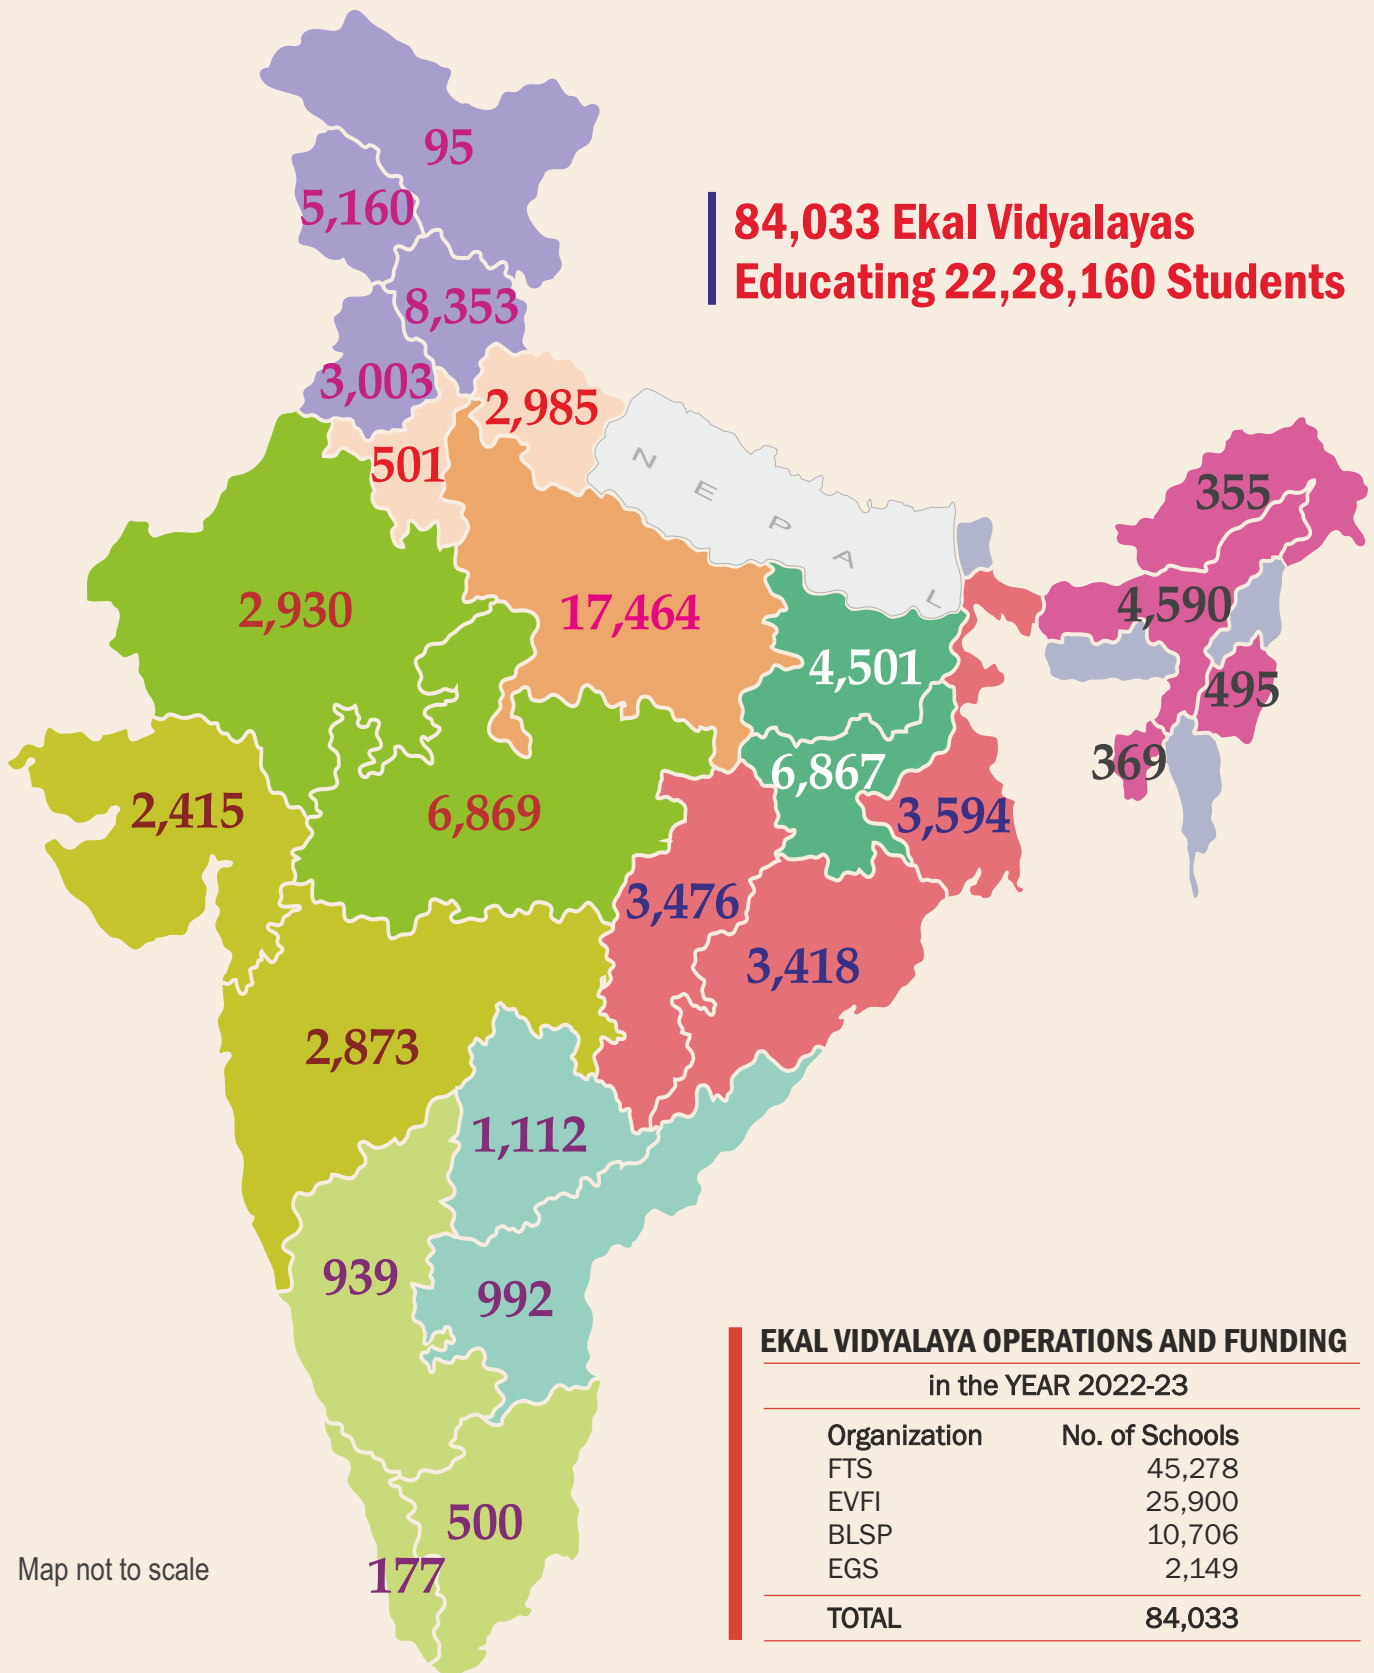 95
5,160
84,033 Ekal Vidyalayas
Educating 22,28,160 Students
8,353
3,003
2,985
501
NEPAL
355
2,930
17,464
4,590
4,501
495
6,867
369
2,415
6,869
3,594
3,476
3,418
2,873
1,112
939
992
EKAL VIDYALAYA OPERATIONS AND FUNDING
in the YEAR 2022-23
Organization No. of Schools
FTS 45,278
EVFI 25,900
BLSP 10,706
EGS 2,149
TOTAL 84,033
500
177
Map not to scale